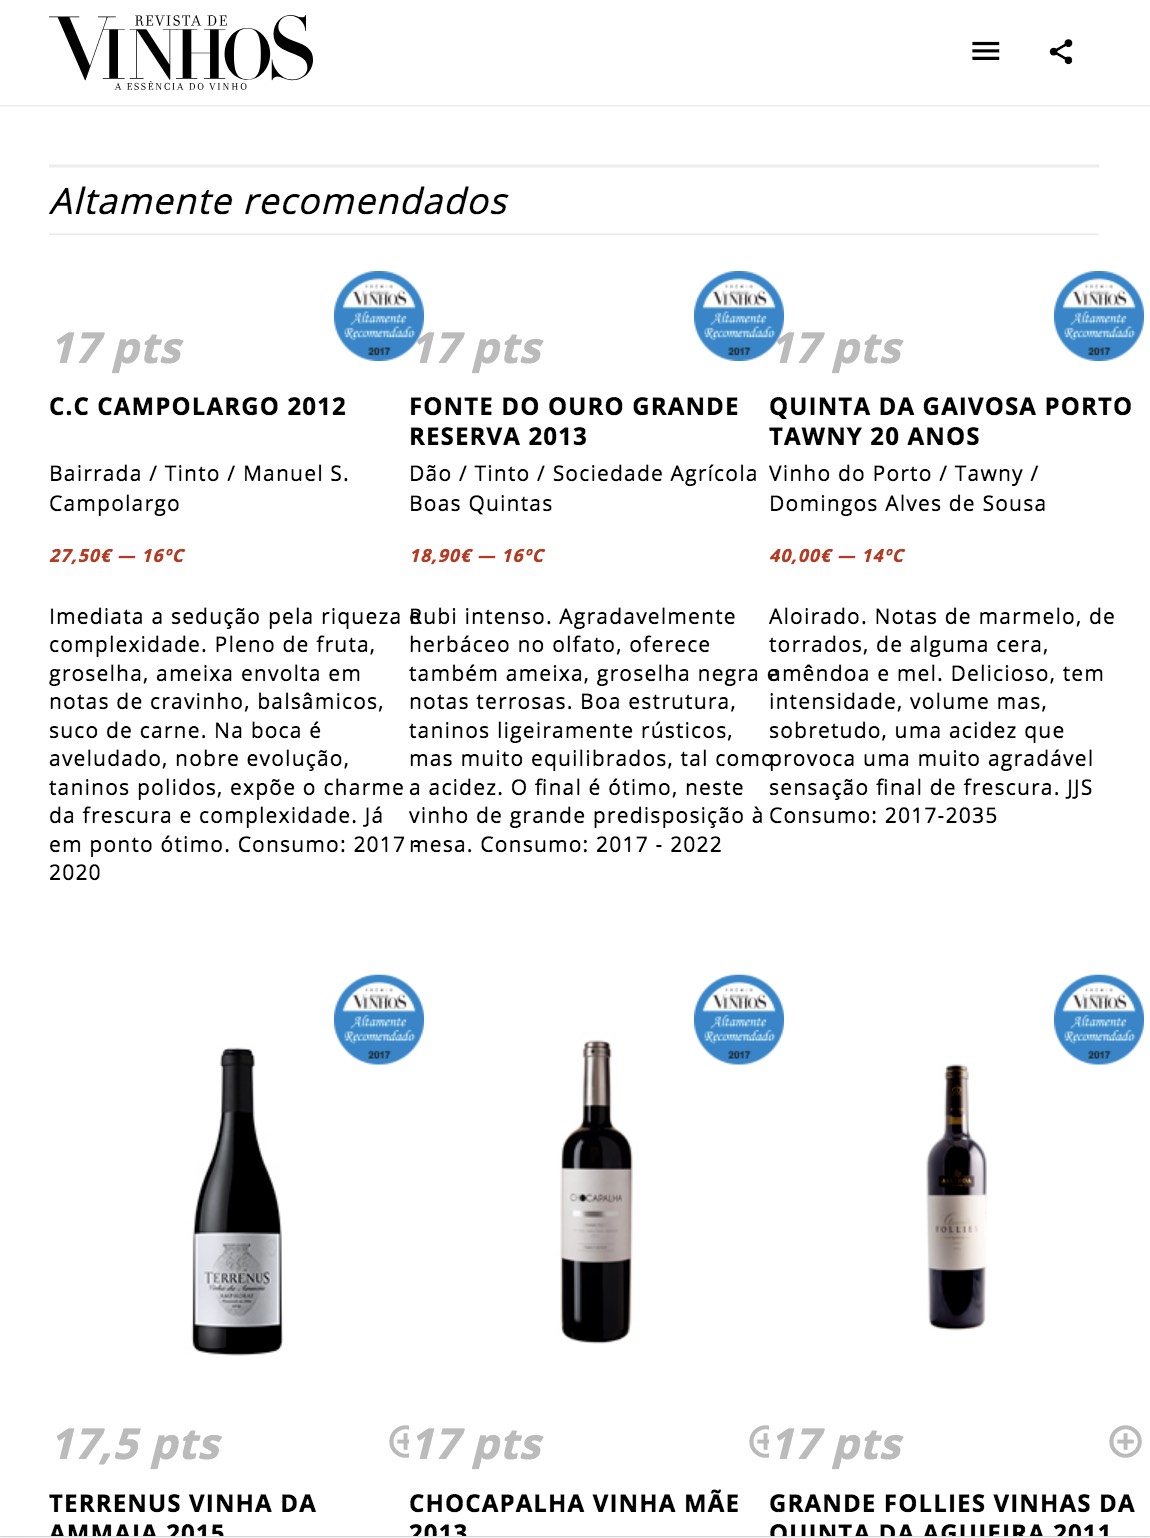 REVISTA DE
VINHOS
A ESSÊNCIA DO VINHO
Altamente recomendados
VINHOS
Altamente
Recomendado
2017
17 pts
C.C CAMPOLARGO 2012
Bairrada / Tinto / Manuel S.
Campolargo
27,50€ — 16ºC
Imediata a sedução pela riqueza e
complexidade. Pleno de fruta,
groselha, ameixa envolta em
notas de cravinho, balsâmicos,
suco de carne. Na boca é
aveludado, nobre evolução,
taninos polidos, expõe o charme
da frescura e complexidade. Já
em ponto ótimo. Consumo: 2017 -
2020
VINHOS
Altamente
Recomendado
2017
17 pts
FONTE DO OURO GRANDE
RESERVA 2013
Dão / Tinto / Sociedade Agrícola
Boas Quintas
18,90€ — 16ºC
Rubi intenso. Agradavelmente
herbáceo no olfato, oferece
também ameixa, groselha negra e
notas terrosas. Boa estrutura,
taninos ligeiramente rústicos,
mas muito equilibrados, tal como
a acidez. O final é ótimo, neste
vinho de grande predisposição à
mesa. Consumo: 2017 - 2022
VINHOS
Altamente
Recomendado
2017
17 pts
QUINTA DA GAIVOSA PORTO
TAWNY 20 ANOS
Vinho do Porto / Tawny /
Domingos Alves de Sousa
40,00€ — 14ºC
Aloirado. Notas de marmelo, de
torrados, de alguma cera,
amêndoa e mel. Delicioso, tem
intensidade, volume mas,
sobretudo, uma acidez que
provoca uma muito agradável
sensação final de frescura. JJS
Consumo: 2017-2035
VINHOS
Altamente
Recomendado
2017
TERRENUS
17,5 pts
TERRENUS VINHA DA
AMMAIA 2015
VINHOS
Altamente
Recomendado
2017
CHOCAPALHA
17 pts
CHOCAPALHA VINHA MÃE
2013
VINHOS
Altamente
Recomendado
2017
FOLLIES
17 pts
GRANDE FOLLIES VINHAS DA
QUINTA DA AGUIEIRA 2011